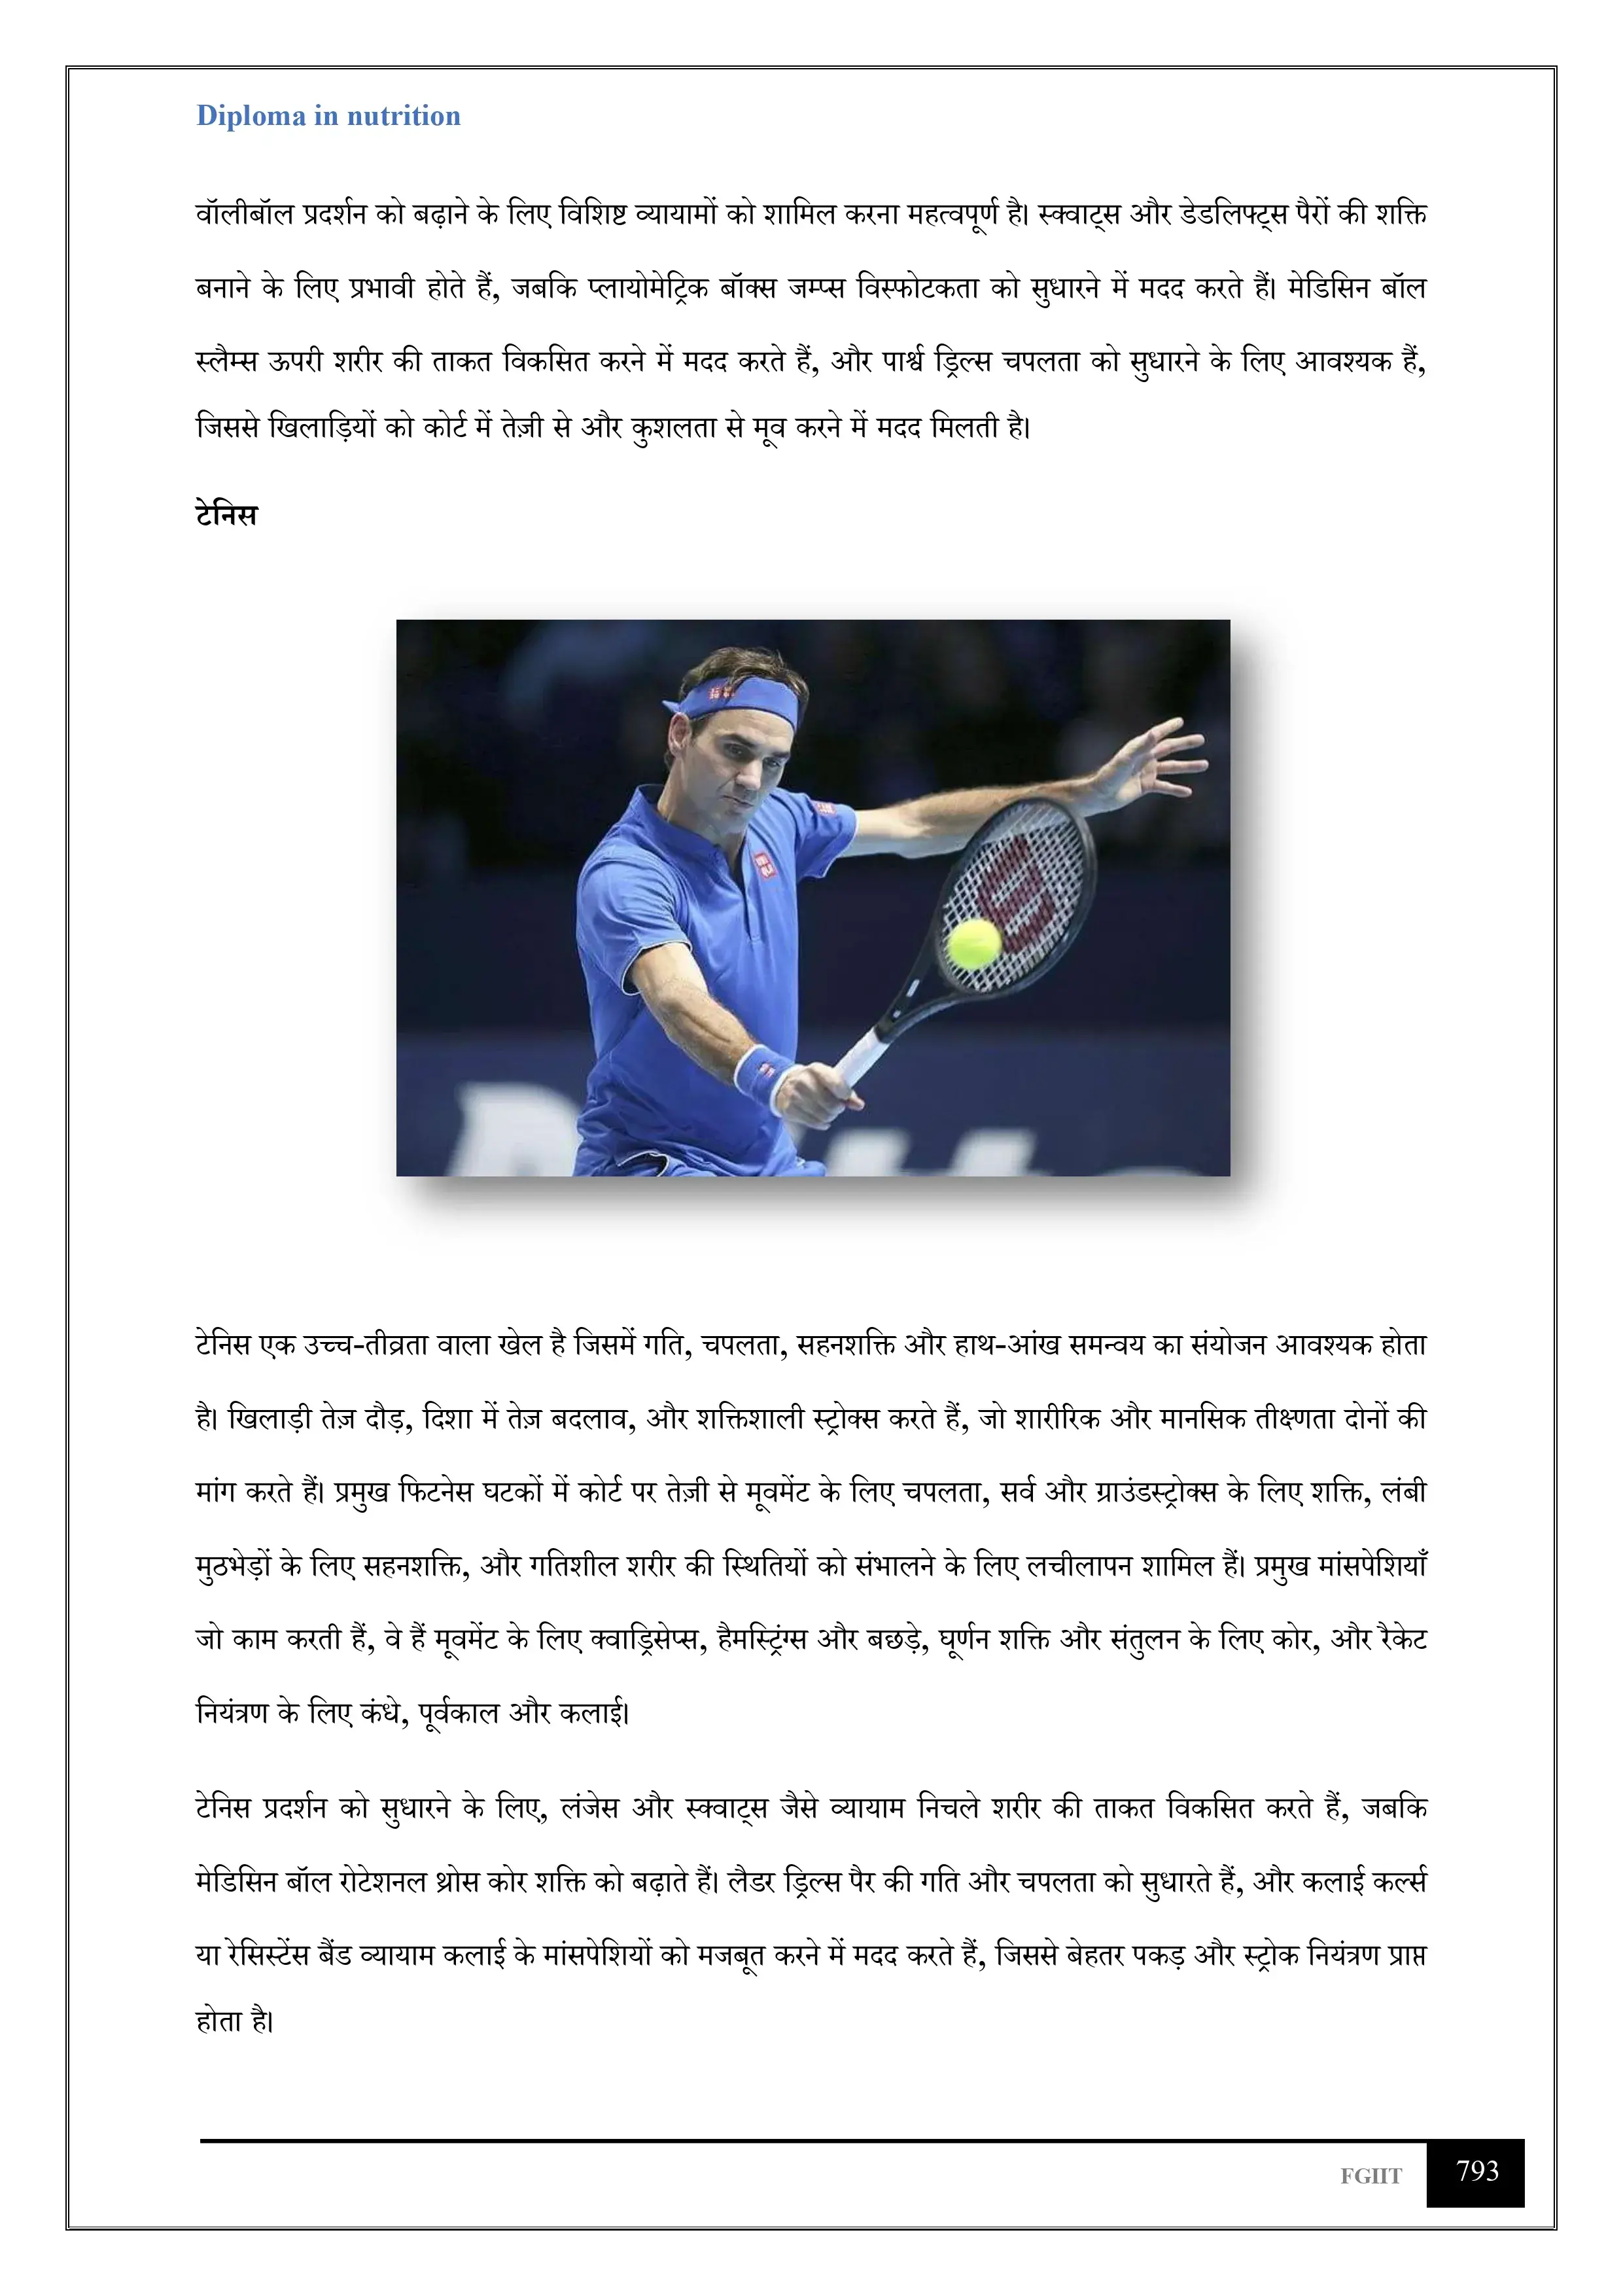 Diploma in nutrition
वॉलीबॉल प्रदर्शन को बढ़ाने के लिए विशिष्ट व्यायामों को शामिल करना महत्वपूर्ण है। स्क्वाट्स और डेडलिफ्ट्स पैरों की शक्ति
बनाने के लिए प्रभावी होते हैं, जबकि प्लायोमेट्रिक बॉक्स जम्प्स विस्फोटकता को सुधारने में मदद करते हैं। मेडिसिन बॉल
स्लैम्स ऊपरी शरीर की ताकत विकसित करने में मदद करते हैं, और पार्श्व ड्रिल्स चपलता को सुधारने के लिए आवश्यक हैं,
जिससे खिलाड़ियों को कोर्ट में तेज़ी से और कुशलता से मूव करने में मदद मिलती है।
टेनिस
टेनिस एक उच्च-तीव्रता वाला खेल है जिसमें गति, चपलता, सहनशक्ति और हाथ-आंख समन्वय का संयोजन आवश्यक होता
है। खिलाड़ी तेज़ दौड़, दिशा में तेज़ बदलाव, और शक्तिशाली स्ट्रोक्स करते हैं, जो शारीरिक और मानसिक तीक्ष्णता दोनों की
मांग करते हैं। प्रमुख फिटनेस घटकों में कोर्ट पर तेज़ी से मूवमेंट के लिए चपलता, सर्व और ग्राउंडस्ट्रोक्स के लिए शक्ति, लंबी
मुठभेड़ों के लिए सहनशक्ति, और गतिशील शरीर की स्थितियों को संभालने के लिए लचीलापन शामिल हैं। प्रमुख मांसपेशियाँ
जो काम करती हैं, वे हैं मूवमेंट के लिए क्वाड्रिसेप्स, हैमस्ट्रिंग्स और बछड़े, घूर्णन शक्ति और संतुलन के लिए कोर, और रैकेट
नियंत्रण के लिए कंधे, पूर्वकाल और कलाई।
टेनिस प्रदर्शन को सुधारने के लिए, लंजेस और स्क्वाट्स जैसे व्यायाम निचले शरीर की ताकत विकसित करते हैं, जबकि
मेडिसिन बॉल रोटेशनल थ्रोस कोर शक्ति को बढ़ाते हैं। लैडर ड्रिल्स पैर की गति और चपलता को सुधारते हैं, और कलाई कर्ल्स
या रेसिस्टेंस बैंड व्यायाम कलाई के मांसपेशियों को मजबूत करने में मदद करते हैं, जिससे बेहतर पकड़ और स्ट्रोक नियंत्रण प्राप्त
होता है।
FGIIT 793